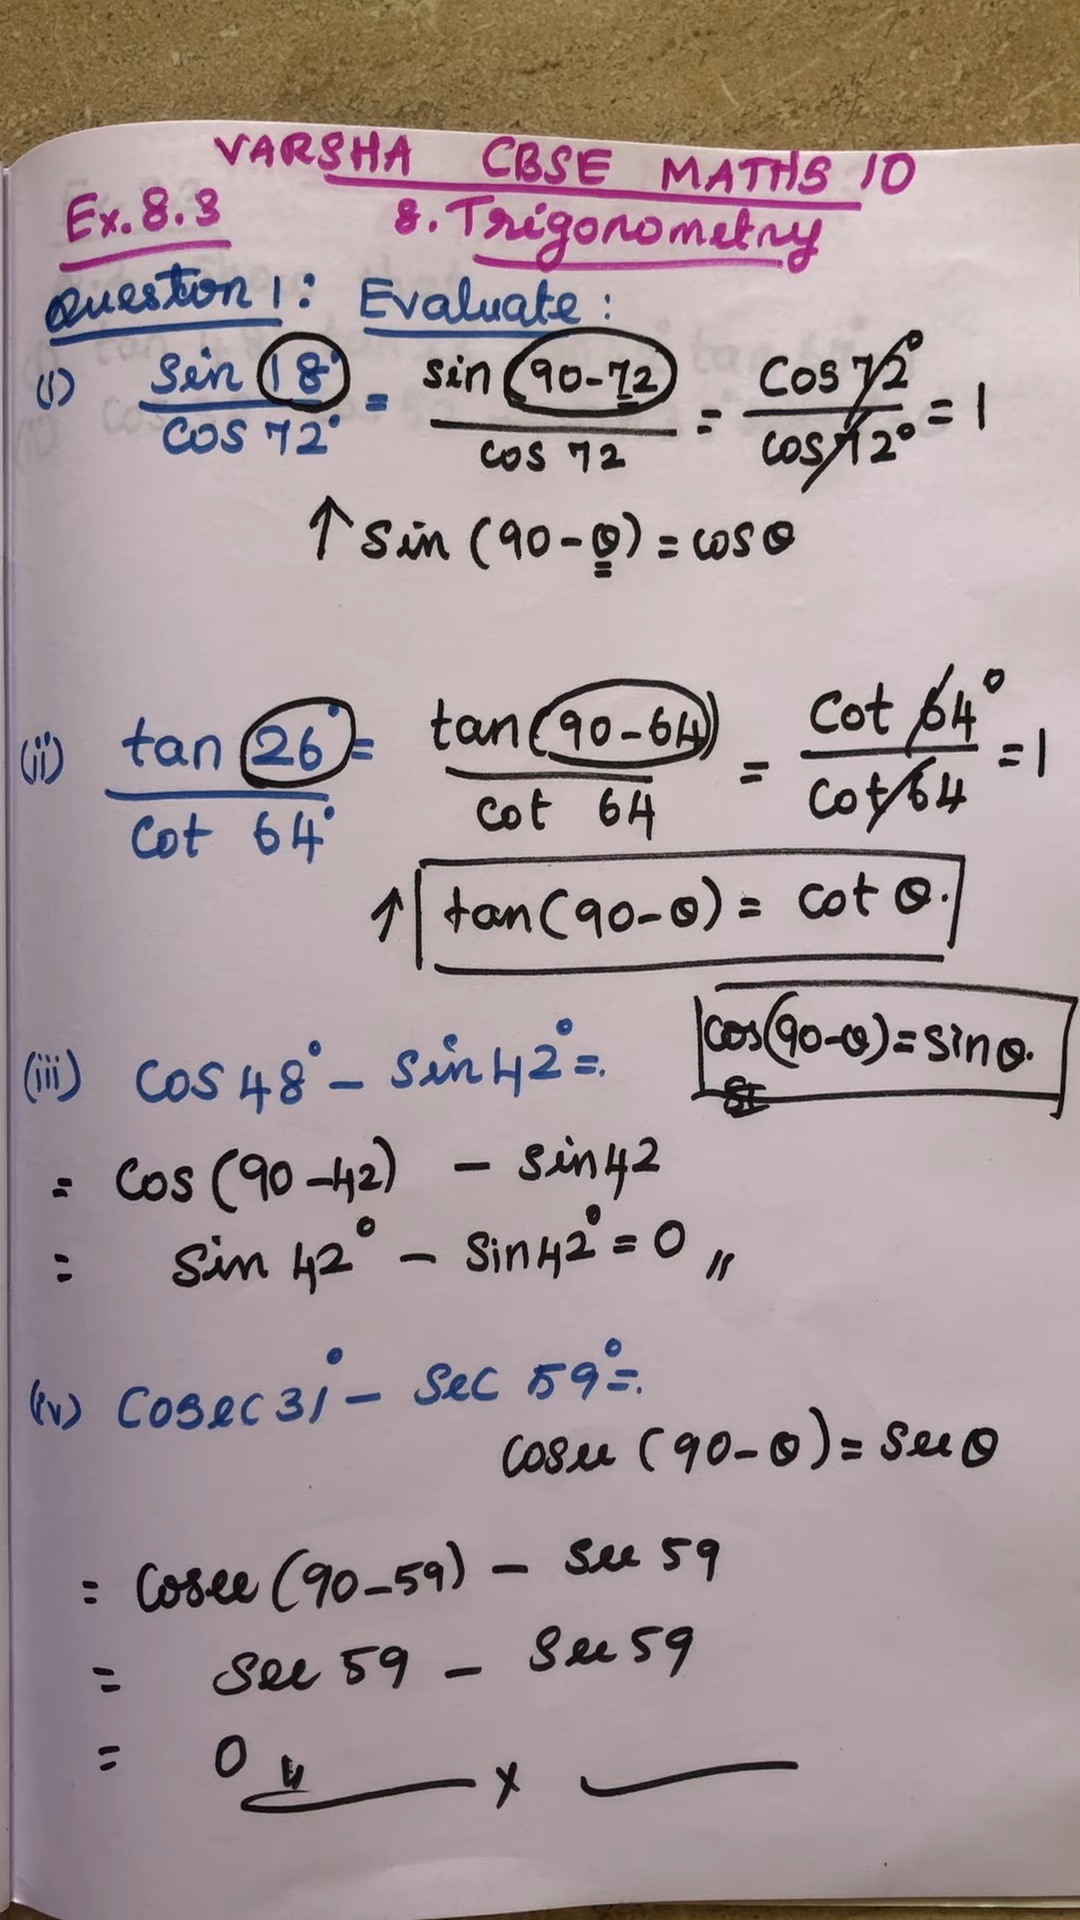 VARSHA CBSE MATHS 10
Ex.8.3 8. Trigonometry
Question 1: Evaluate:
(i) sin 18° / cos 72° = sin (90-72) / cos 72 = cos 72° / cos 72° = 1
↑ sin (90-θ) = cosθ
(ii) tan 26° / cot 64° = tan (90-64) / cot 64 = cot 64° / cot 64 = 1
↑ tan(90-θ) = cot θ.
cos(90-θ)=sinθ.
(iii) cos 48° - sin 42° =.
= cos (90-42) - sin 42
= sin 42° - sin 42° = 0 ,,
(iv) cosec 31° - sec 59° =.
cosec (90-θ) = sec θ
= cosec (90-59) - sec 59
= sec 59 - sec 59
= 0 ,,
x